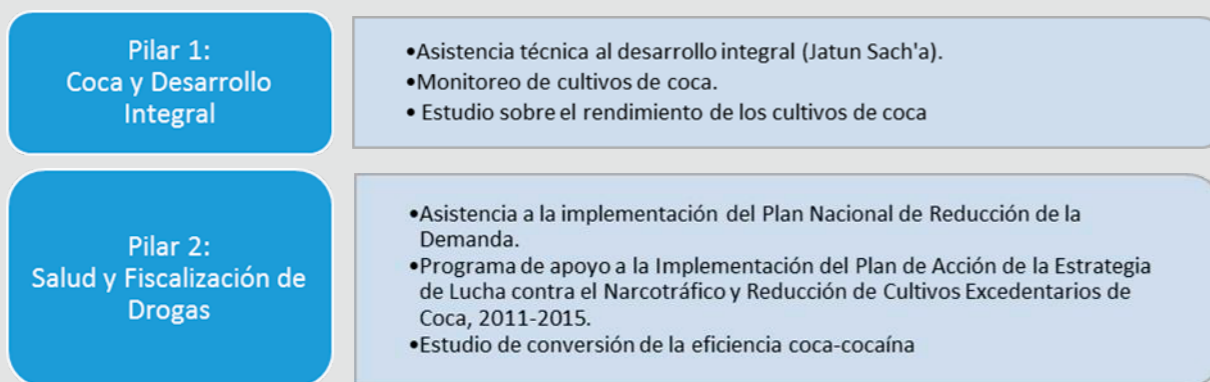 Pilar 1:
Coca y Desarrollo
Integral
•Asistencia técnica al desarrollo integral (Jatun Sach'a).
•Monitoreo de cultivos de coca.
• Estudio sobre el rendimiento de los cultivos de coca
Pilar 2:
Salud y Fiscalización de
Drogas
•Asistencia a la implementación del Plan Nacional de Reducción de la
Demanda.
•Programa de apoyo a la Implementación del Plan de Acción de la Estrategia
de Lucha contra el Narcotráfico y Reducción de Cultivos Excedentarios de
Coca, 2011-2015.
•Estudio de conversión de la eficiencia coca-cocaína